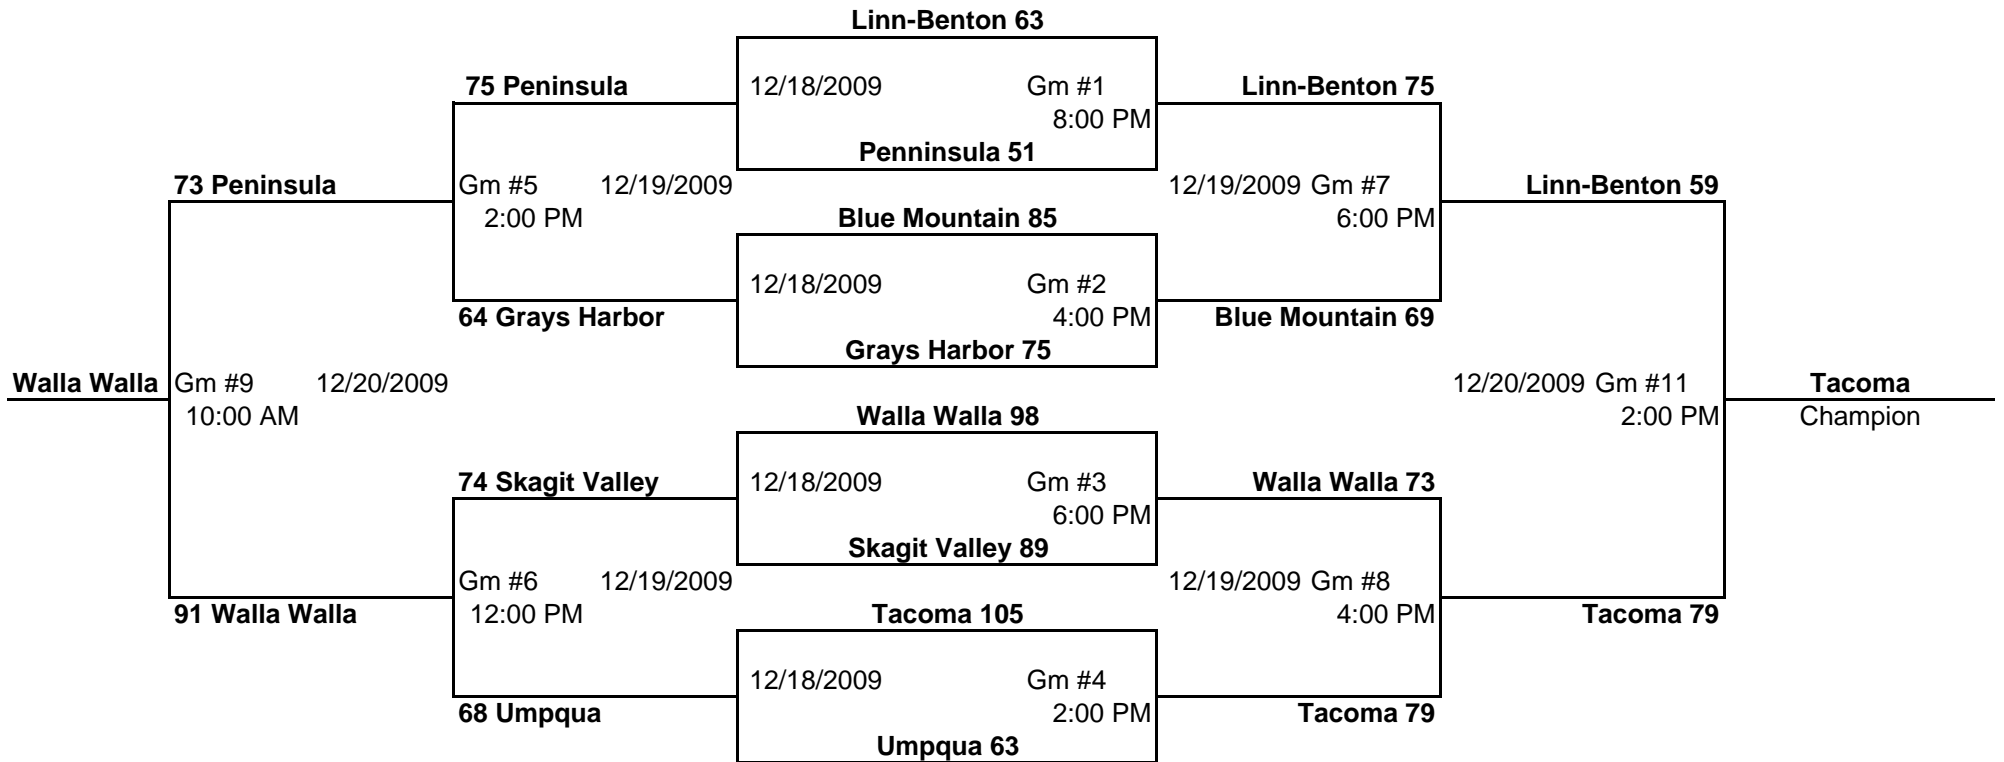 Linn-Benton 63
75 Peninsula 12/18/2009 Gm #1 Linn-Benton 75
8:00 PM
Penninsula 51
73 Peninsula Gm #5 12/19/2009 12/19/2009 Gm #7 Linn-Benton 59
2:00 PM Blue Mountain 85 6:00 PM
12/18/2009 Gm #2
64 Grays Harbor 4:00 PM Blue Mountain 69
Grays Harbor 75
Walla Walla Gm #9 12/20/2009 12/20/2009 Gm #11 Tacoma
10:00 AM Walla Walla 98 2:00 PM Champion
74 Skagit Valley 12/18/2009 Gm #3 Walla Walla 73
6:00 PM
Skagit Valley 89
Gm #6 12/19/2009 12/19/2009 Gm #8
91 Walla Walla 12:00 PM Tacoma 105 4:00 PM Tacoma 79
12/18/2009 Gm #4
68 Umpqua 2:00 PM Tacoma 79
Umpqua 63